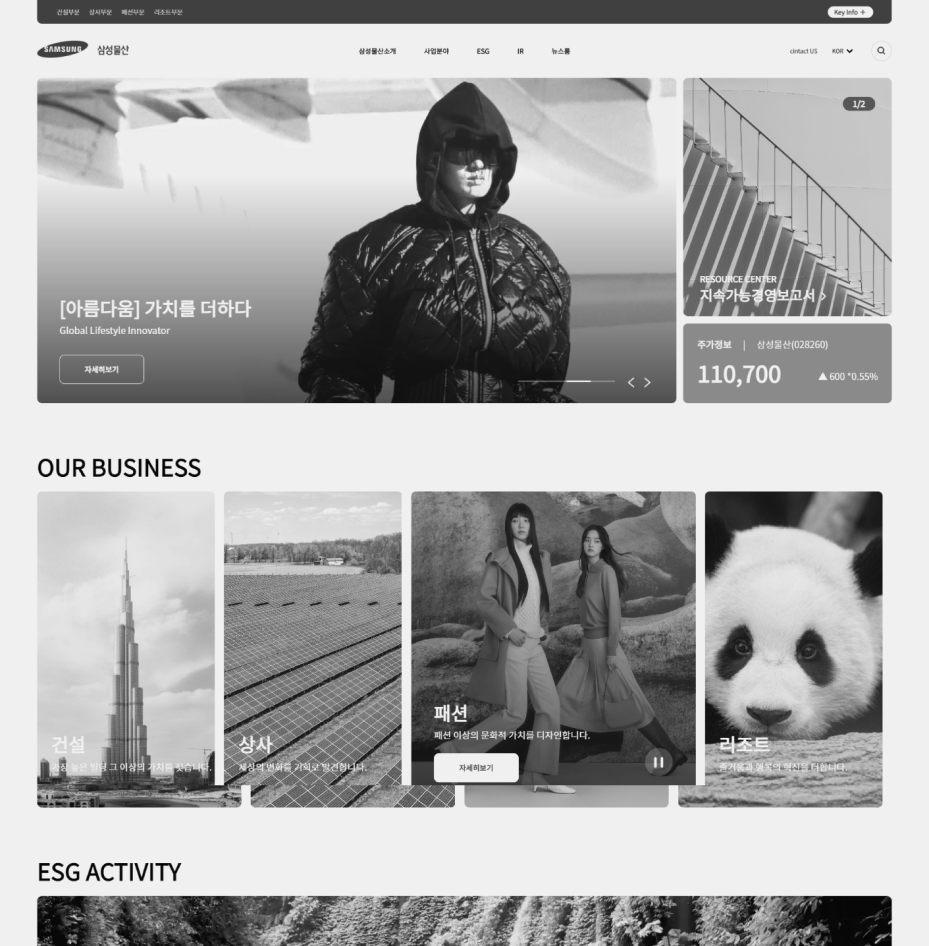 건설부문 상사부문 패션부문 리조트부문
Key Info +
SAMSUNG 삼성물산
삼성물산소개 사업분야 ESG IR 뉴스룸
cintact US KOR
1/2
[아름다움] 가치를 더하다
Global Lifestyle Innovator
자세히보기
RESOURCE CENTER
지속가능경영보고서 >
주가정보 | 삼성물산(028260)
110,700 ▲ 600 *0.55%
OUR BUSINESS
건설
높은 빌딩 그 이상의 가치를 짓습니다.
상사
세상의 변화를 기회로 발견합니다.
패션
패션 이상의 문화적 가치를 디자인합니다.
자세히보기
리조트
즐거움과 행복의 혁신을 더합니다.
ESG ACTIVITY